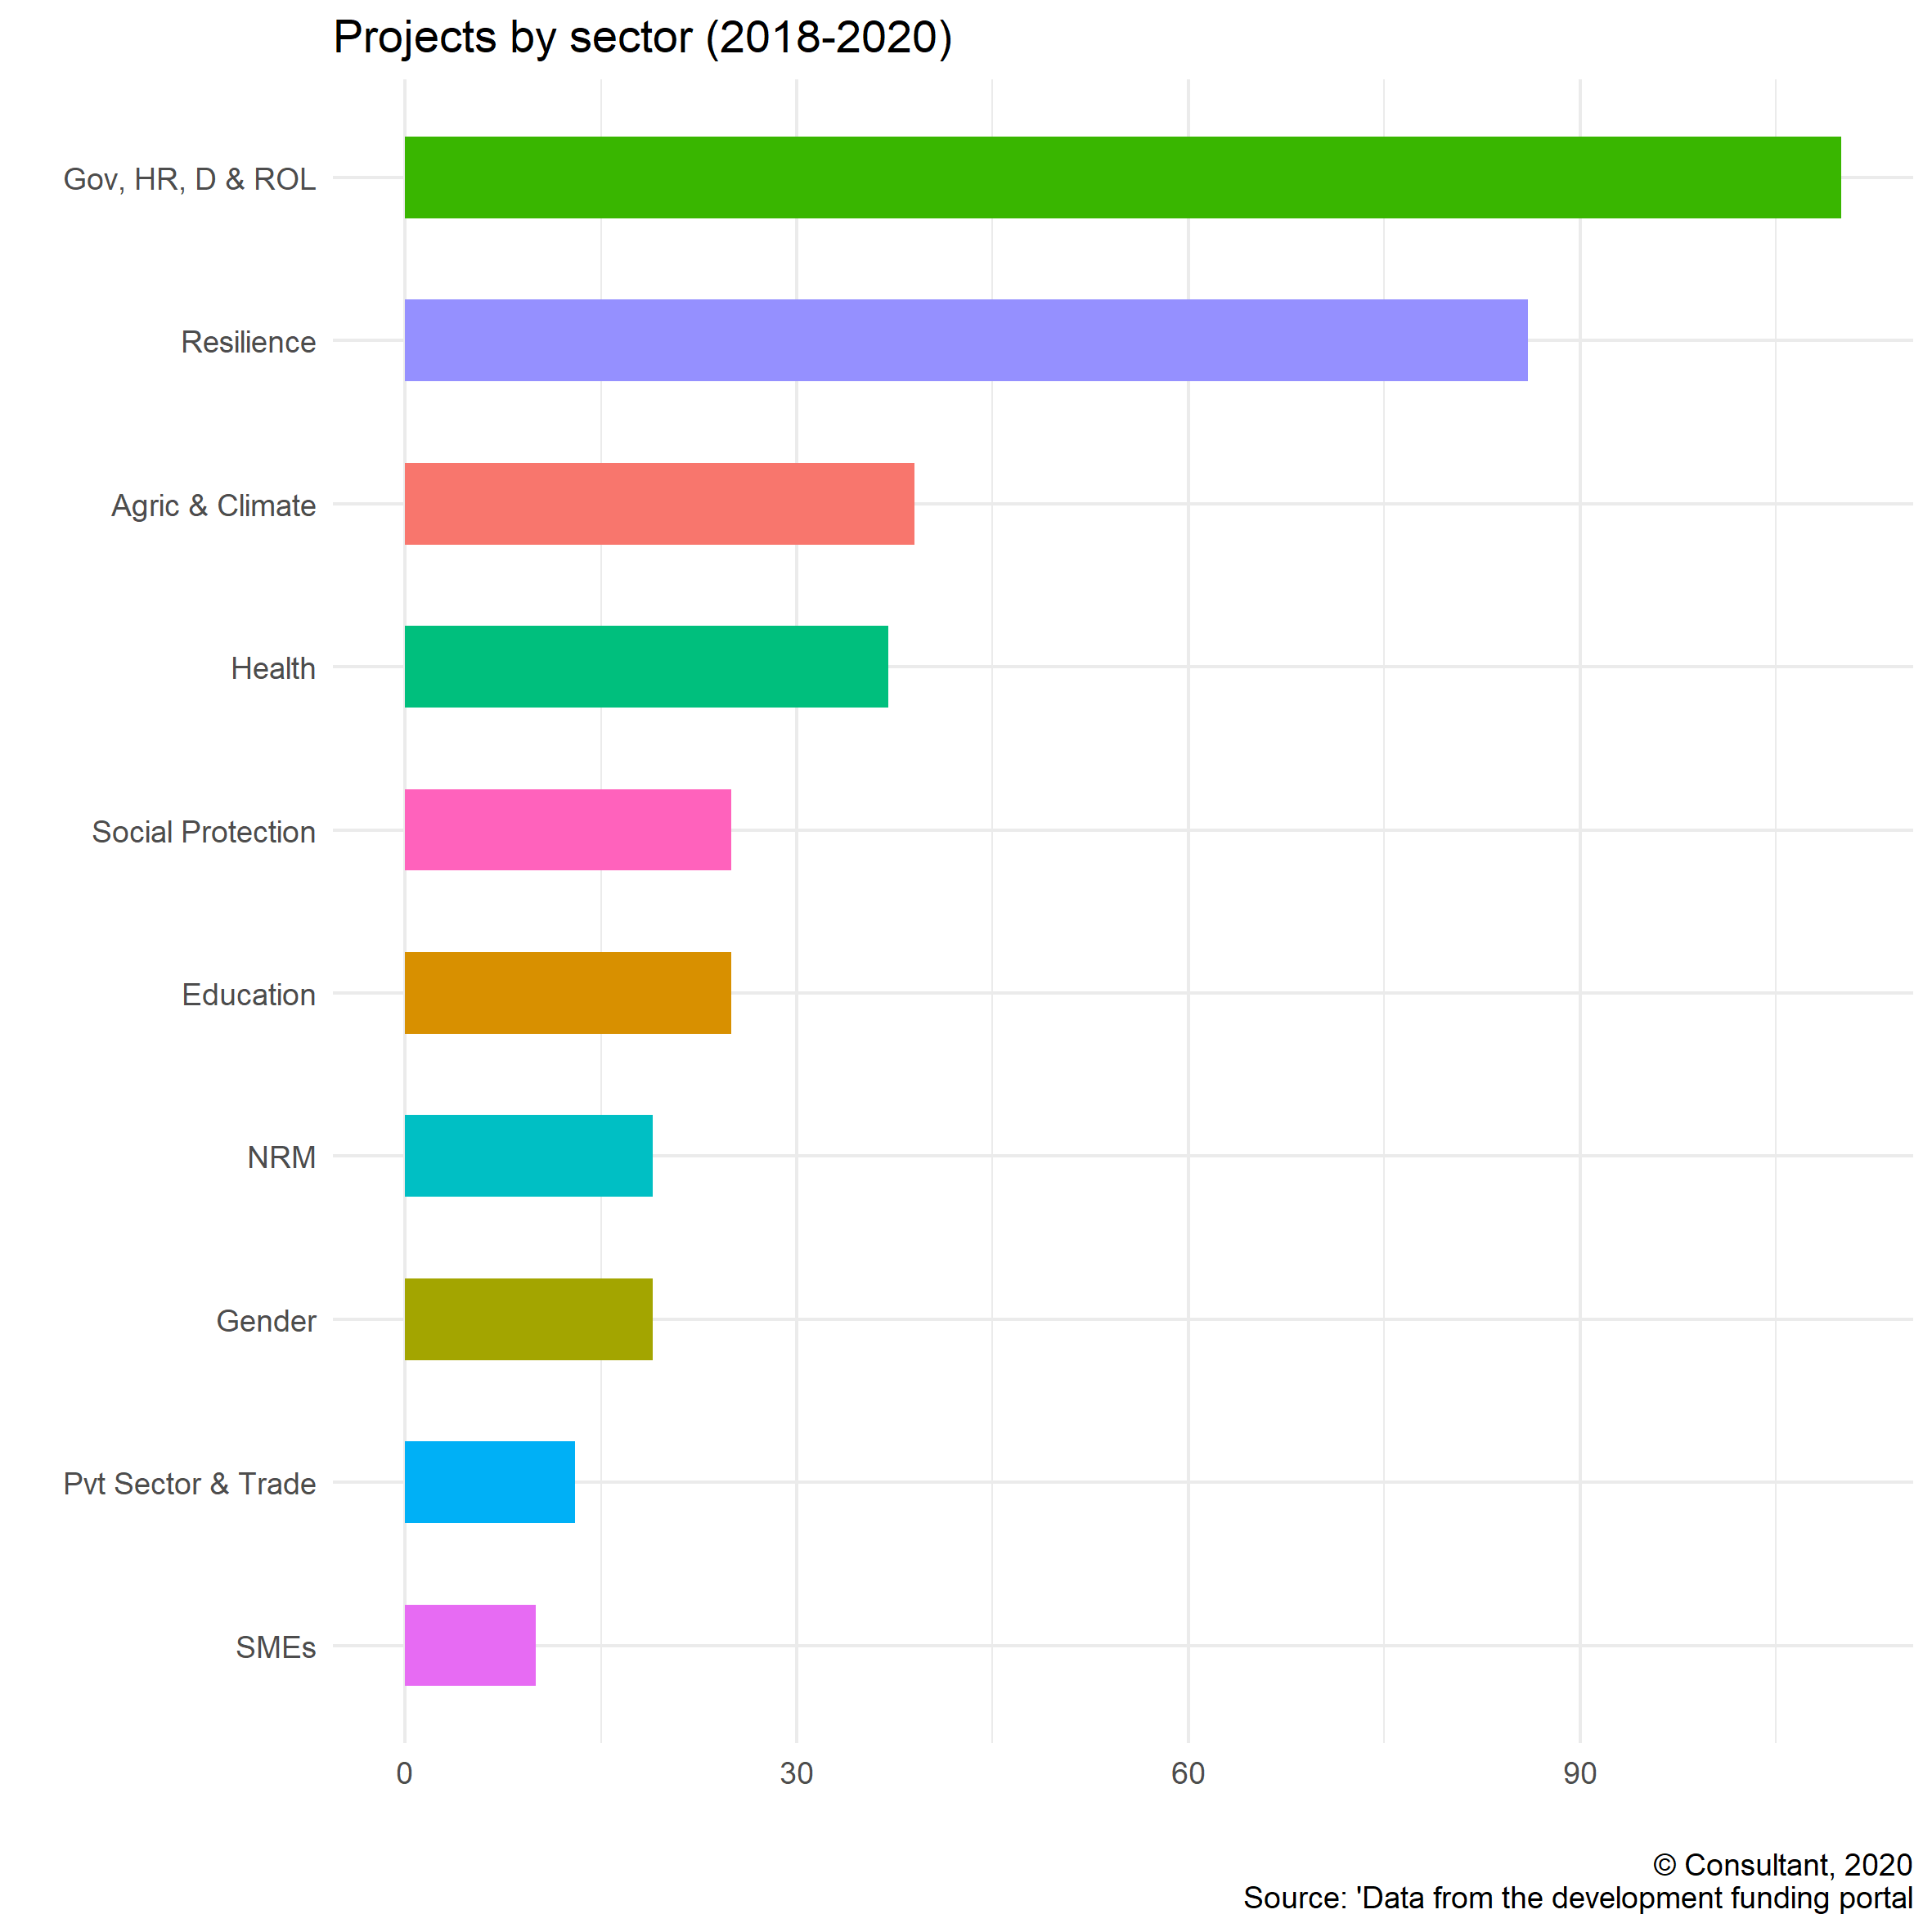 Projects by sector (2018-2020)
Gov, HR, D & ROL
Resilience
Agric & Climate
Health
Social Protection
Education
NRM
Gender
Pvt Sector & Trade
SMEs
0 30 60 90
© Consultant, 2020
Source: 'Data from the development funding portal